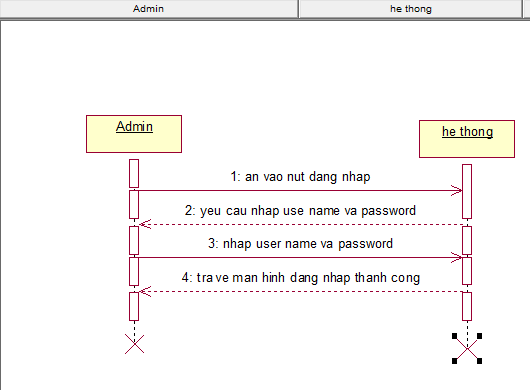 Admin
he thong
Admin
he thong
1: an vao nut dang nhap
2: yeu cau nhap use name va password
3: nhap user name va password
4: tra ve man hinh dang nhap thanh cong